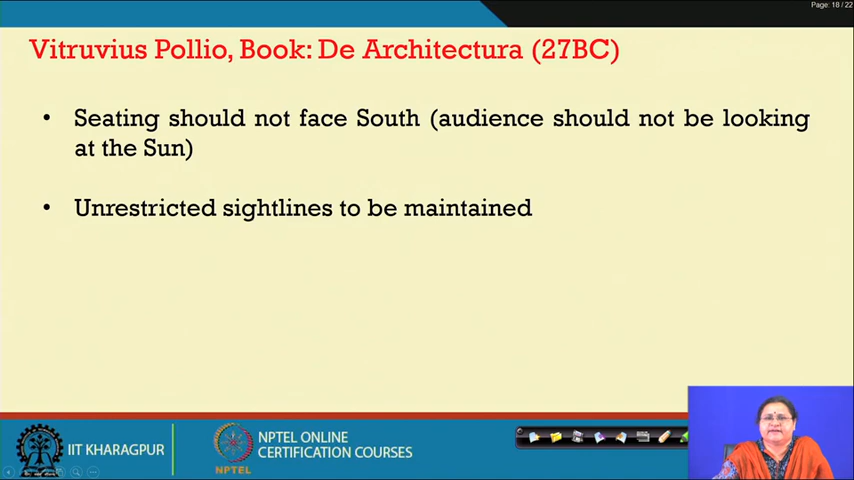 Page: 18 / 22
Vitruvius Pollio, Book: De Architectura (27BC)
• Seating should not face South (audience should not be looking
at the Sun)
• Unrestricted sightlines to be maintained
IIT KHARAGPUR
NPTEL
NPTEL ONLINE
CERTIFICATION COURSES